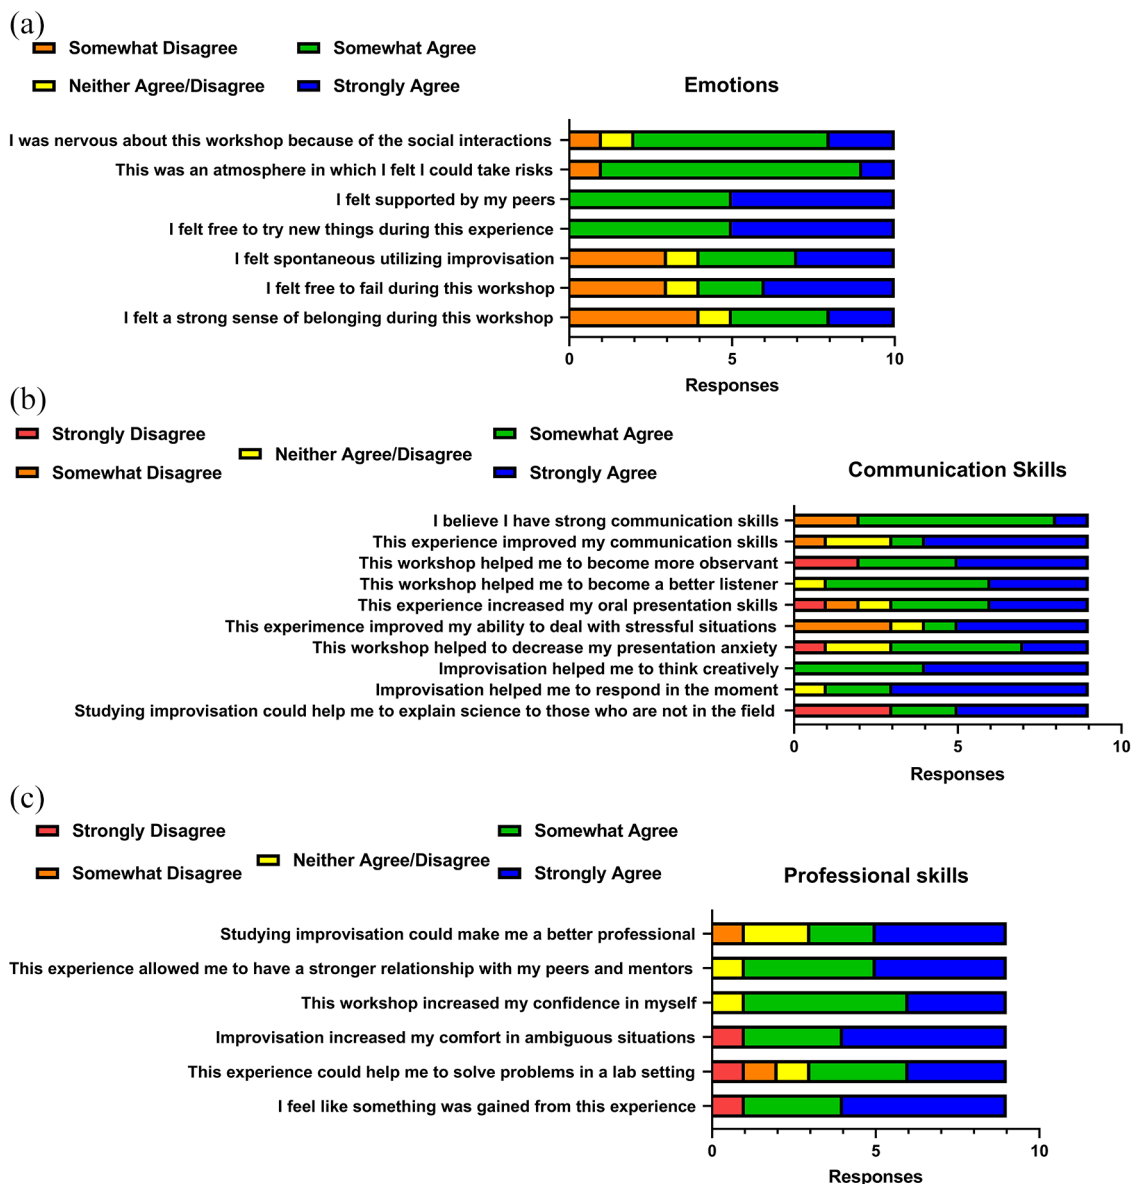 (a)
Somewhat Disagree
Somewhat Agree
Neither Agree/Disagree
Strongly Agree
Emotions
I was nervous about this workshop because of the social interactions
This was an atmosphere in which I felt I could take risks
I felt supported by my peers
I felt free to try new things during this experience
I felt spontaneous utilizing improvisation
I felt free to fail during this workshop
I felt a strong sense of belonging during this workshop
0 5 10
Responses
(b)
Strongly Disagree
Somewhat Disagree
Neither Agree/Disagree
Somewhat Agree
Strongly Agree
Communication Skills
I believe I have strong communication skills
This experience improved my communication skills
This workshop helped me to become more observant
This workshop helped me to become a better listener
This experience increased my oral presentation skills
This experimence improved my ability to deal with stressful situations
This workshop helped to decrease my presentation anxiety
Improvisation helped me to think creatively
Improvisation helped me to respond in the moment
Studying improvisation could help me to explain science to those who are not in the field
0 5 10
Responses
(c)
Strongly Disagree
Somewhat Disagree
Neither Agree/Disagree
Somewhat Agree
Strongly Agree
Professional skills
Studying improvisation could make me a better professional
This experience allowed me to have a stronger relationship with my peers and mentors
This workshop increased my confidence in myself
Improvisation increased my comfort in ambiguous situations
This experience could help me to solve problems in a lab setting
I feel like something was gained from this experience
0 5 10
Responses